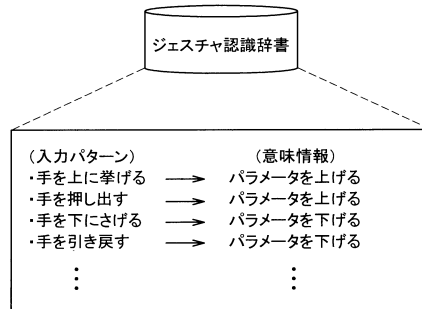 ジェスチャ認識辞書
(入力パターン) (意味情報)
・手を上に挙げる → パラメータを上げる
・手を押し出す → パラメータを上げる
・手を下にさげる → パラメータを下げる
・手を引き戻す → パラメータを下げる
⋮ ⋮